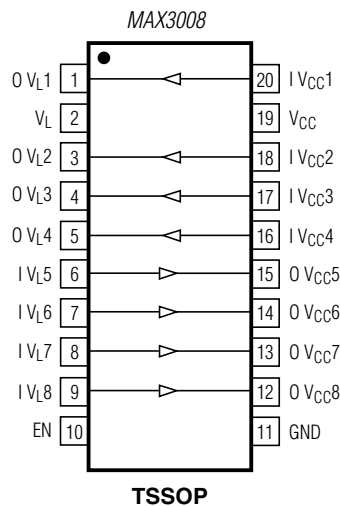 MAX3008
O VL1 1 20 I VCC1
VL 2 19 VCC
O VL2 3 18 I VCC2
O VL3 4 17 I VCC3
O VL4 5 16 I VCC4
I VL5 6 15 O VCC5
I VL6 7 14 O VCC6
I VL7 8 13 O VCC7
I VL8 9 12 O VCC8
EN 10 11 GND
TSSOP